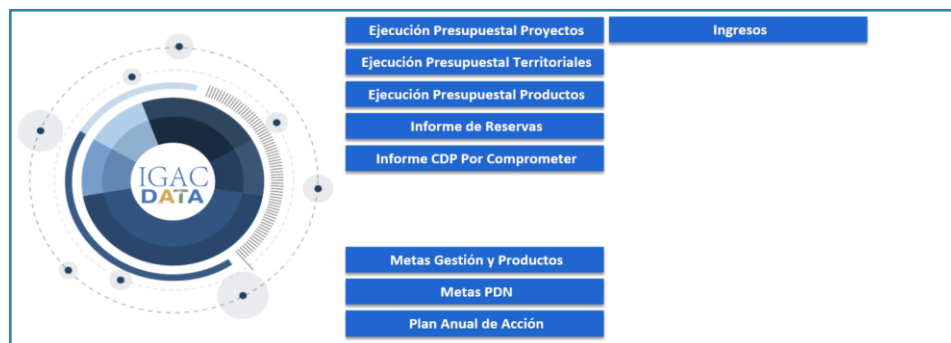 IGAC
DATA
Ejecución Presupuestal Proyectos
Ingresos
Ejecución Presupuestal Territoriales
Ejecución Presupuestal Productos
Informe de Reservas
Informe CDP Por Comprometer
Metas Gestión y Productos
Metas PDN
Plan Anual de Acción